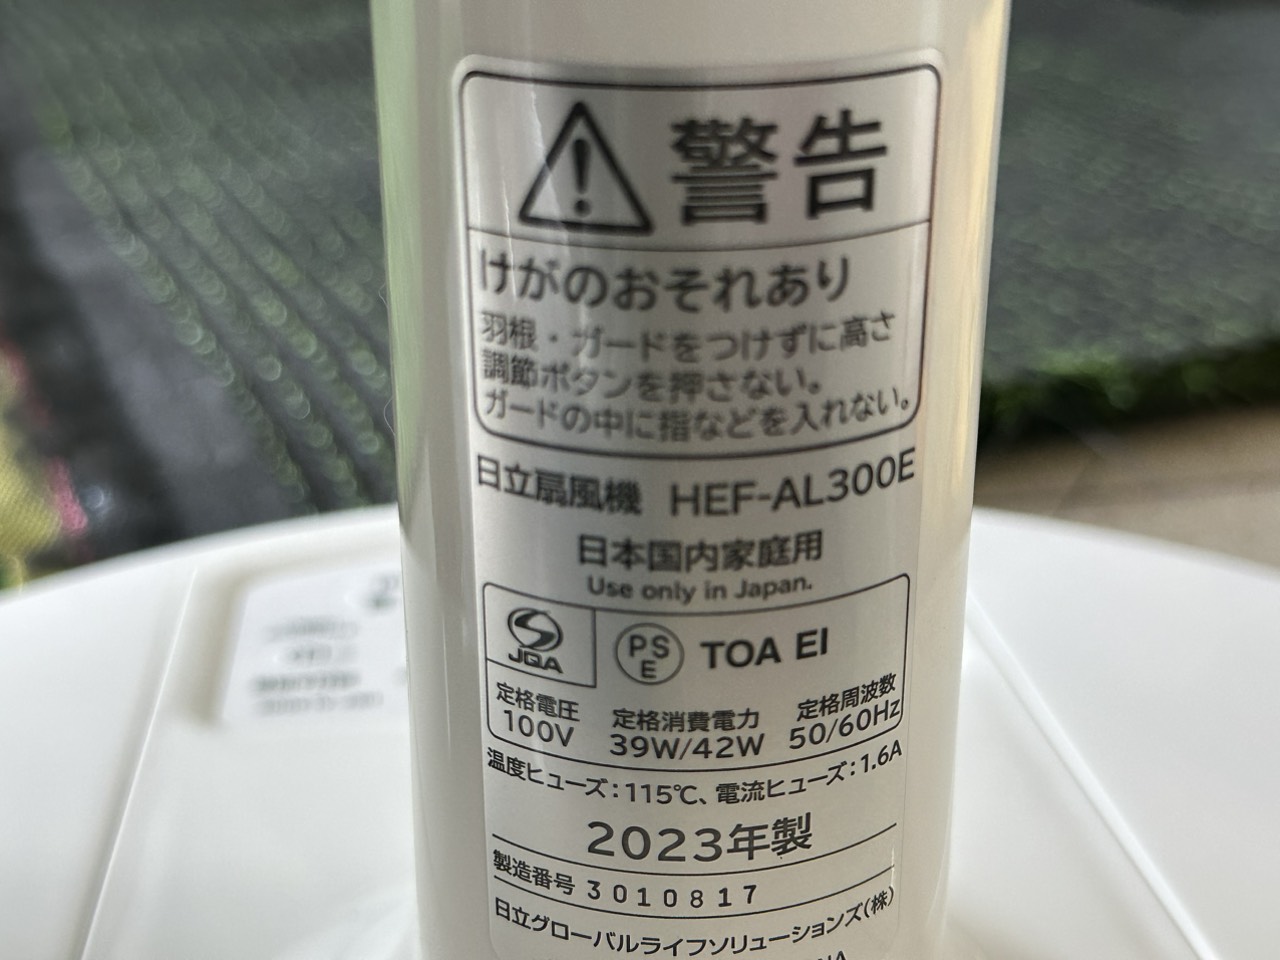 警告
けがのおそれあり
羽根・ガードをつけずに高さ
調節ボタンを押さない。
ガードの中に指などを入れない。
日立扇風機 HEF-AL300E
日本国内家庭用
Use only in Japan.
JQA PSE TOA EI
定格電圧 定格消費電力 定格周波数
100V 39W/42W 50/60Hz
温度ヒューズ:115℃、電流ヒューズ:1.6A
2023年製
製造番号 3010817
日立グローバルライフソリューションズ(株)